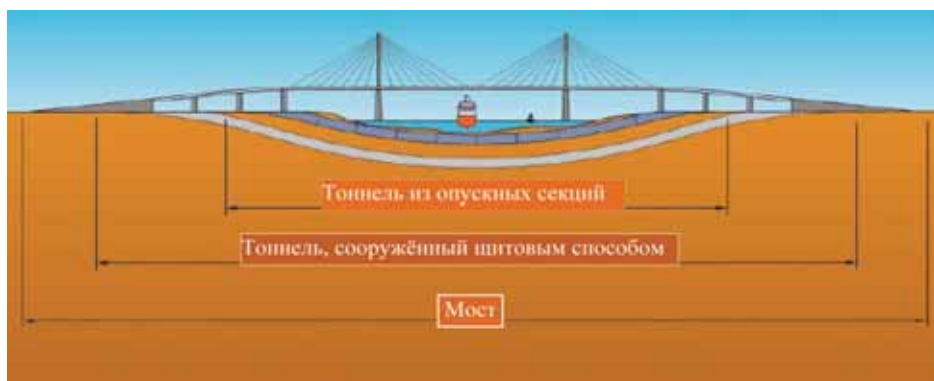 Тоннель из опускных секций
Тоннель, сооружённый щитовым способом
Мост